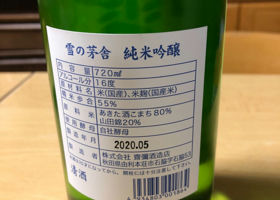 雪の茅舎 純米吟醸
内容量 720ml
アルコール分 16度
原材料名 米(国産)、米麹(国産米)
精米歩合 55%
原料米 あきた酒こまち80%
山田錦20%
使用酵母 自社酵母
製造年月 2020.05
製造者 株式会社 齋彌酒造店
秋田県由利本荘市石脇字石脇53
清酒